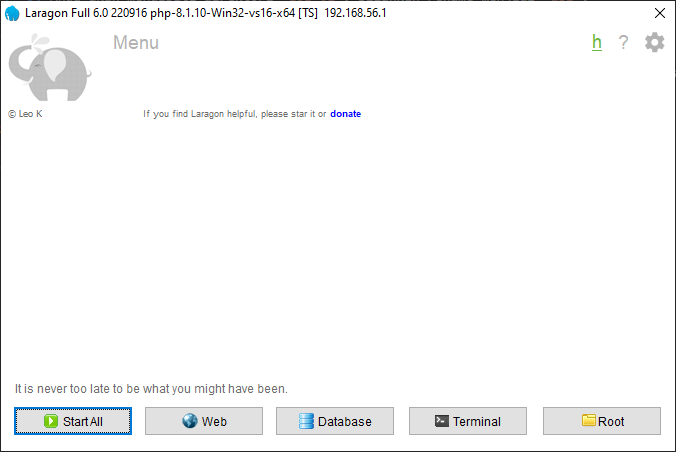 Laragon Full 6.0 220916 php-8.1.10-Win32-vs16-x64 [TS] 192.168.56.1
Menu
h ?
© Leo K
If you find Laragon helpful, please star it or donate
It is never too late to be what you might have been.
Start All
Web
Database
Terminal
Root